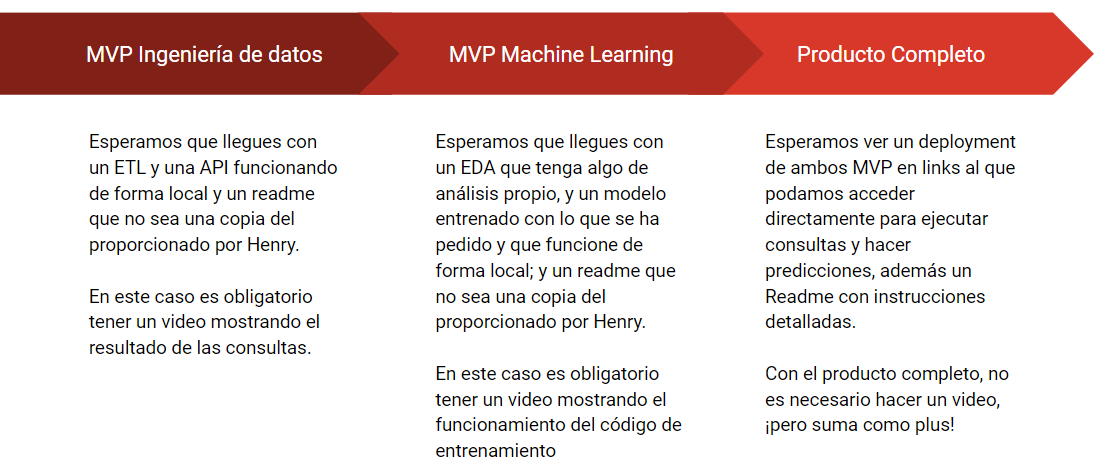 MVP Ingeniería de datos
MVP Machine Learning
Producto Completo
Esperamos que llegues con
un ETL y una API funcionando
de forma local y un readme
que no sea una copia del
proporcionado por Henry.
En este caso es obligatorio
tener un video mostrando el
resultado de las consultas.
Esperamos que llegues con
un EDA que tenga algo de
análisis propio, y un modelo
entrenado con lo que se ha
pedido y que funcione de
forma local; y un readme que
no sea una copia del
proporcionado por Henry.
En este caso es obligatorio
tener un video mostrando el
funcionamiento del código de
entrenamiento
Esperamos ver un deployment
de ambos MVP en links al que
podamos acceder
directamente para ejecutar
consultas y hacer
predicciones, además un
Readme con instrucciones
detalladas.
Con el producto completo, no
es necesario hacer un video,
¡pero suma como plus!